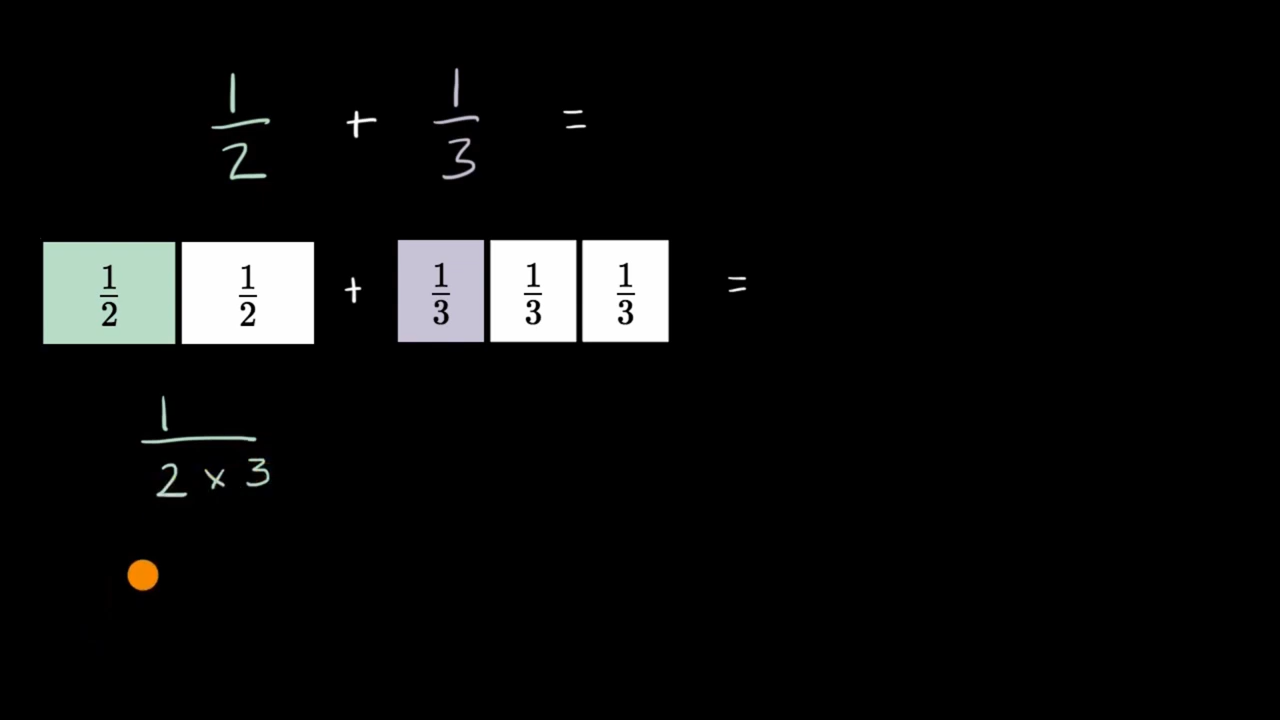 1/2 + 1/3 =
1/2 1/2 + 1/3 1/3 1/3 =
1/2 × 3